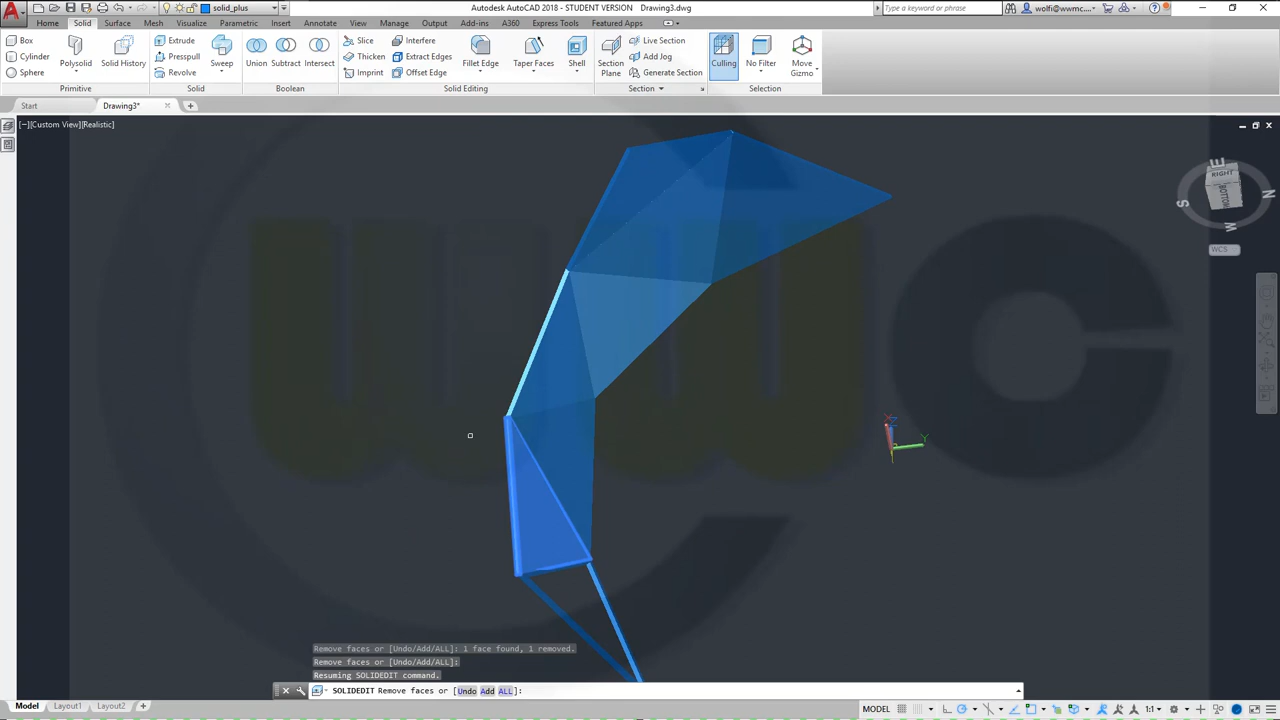 Autodesk AutoCAD 2018 - STUDENT VERSION Drawing3.dwg
solid_plus
Type a keyword or phrase
wolfi@wwmc...
Home Solid Surface Mesh Visualize Parametric Insert Annotate View Manage Output Add-ins A360 Express Tools Featured Apps
Box
Cylinder
Sphere
Polysolid
Solid History
Extrude
Presspull
Revolve
Sweep
Union
Subtract
Intersect
Slice
Thicken
Imprint
Interfere
Extract Edges
Offset Edge
Fillet Edge
Taper Faces
Shell
Section Plane
Live Section
Add Jog
Generate Section
Culling
No Filter
Move Gizmo
Primitive
Solid
Boolean
Solid Editing
Section
Selection
Start
Drawing3*
[−][Custom View][Realistic]
E
RIGHT
BOTTOM
S
N
W
WCS
wwc
X
Z
Y
Remove faces or [Undo/Add/ALL]: 1 face found, 1 removed.
Remove faces or [Undo/Add/ALL]:
Resuming SOLIDEDIT command.
SOLIDEDIT Remove faces or [Undo Add ALL]:
Model Layout1 Layout2
MODEL
1:1